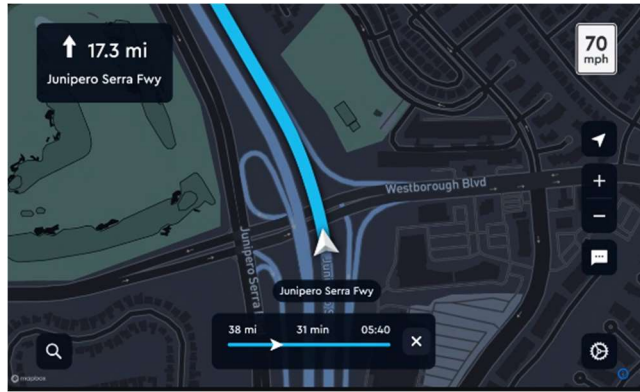 17.3 mi
Junipero Serra Fwy
70
mph
Westborough Blvd
Junipero Serra
Junipero Serra Fwy
38 mi 31 min 05:40
mapbox